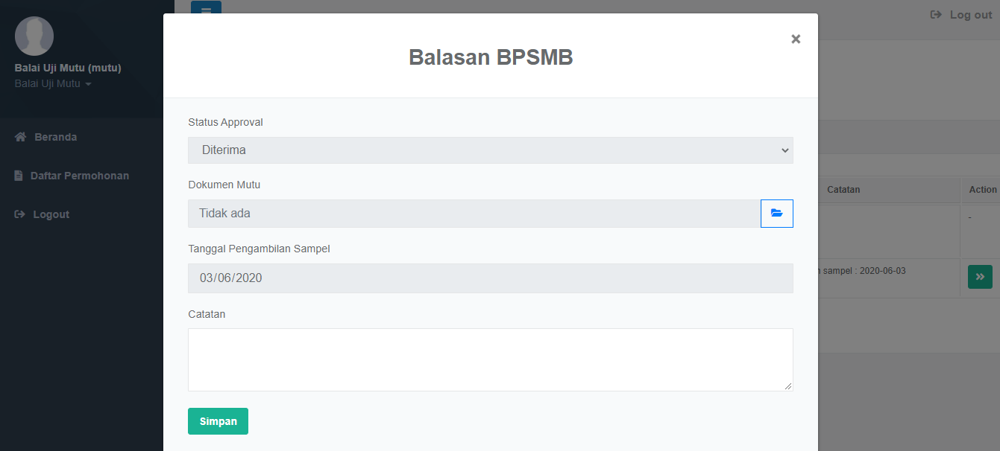 Log out
Balai Uji Mutu (mutu)
Balai Uji Mutu
Beranda
Daftar Permohonan
Logout
×
Balasan BPSMB
Status Approval
Diterima
Dokumen Mutu
Tidak ada
Tanggal Pengambilan Sampel
03/06/2020
Catatan
Simpan
Catatan Action
-
sampel : 2020-06-03